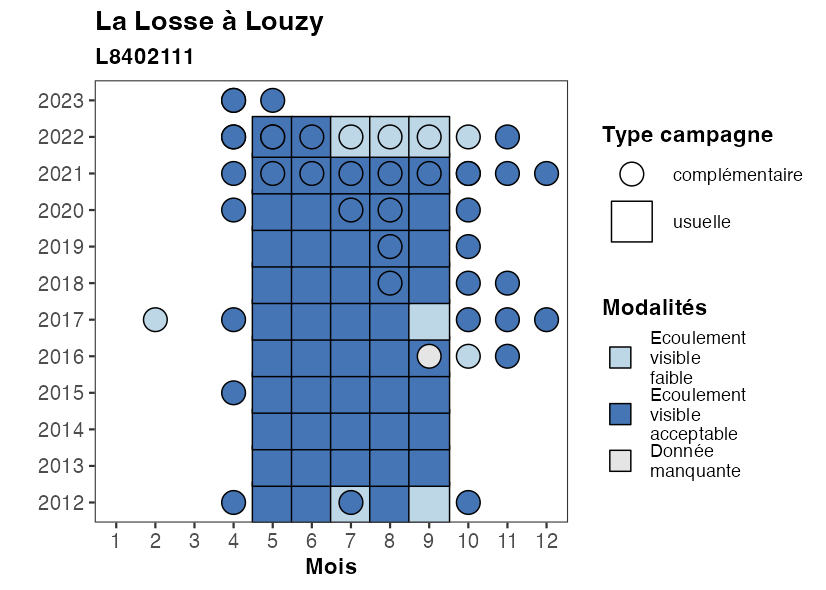 La Losse à Louzy
L8402111
2023
2022
2021
2020
2019
2018
2017
2016
2015
2014
2013
2012
1 2 3 4 5 6 7 8 9 10 11 12
Mois
Type campagne
complémentaire
usuelle
Modalités
Ecoulement
visible
faible
Ecoulement
visible
acceptable
Donnée
manquante